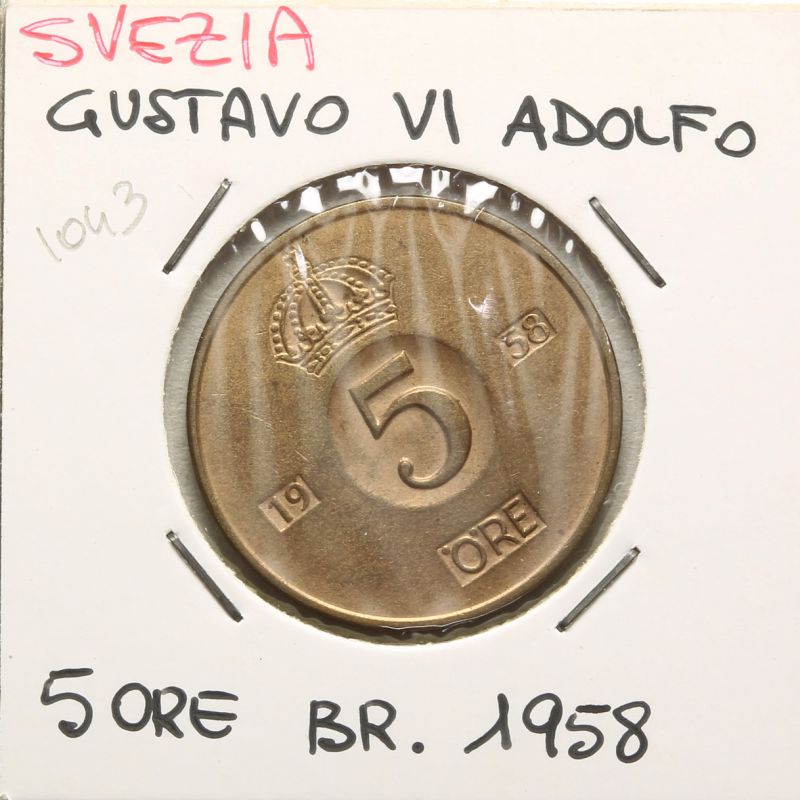 SVEZIA
GUSTAVO VI ADOLFO
1043
58
5
19
ÖRE
5 ORE BR. 1958